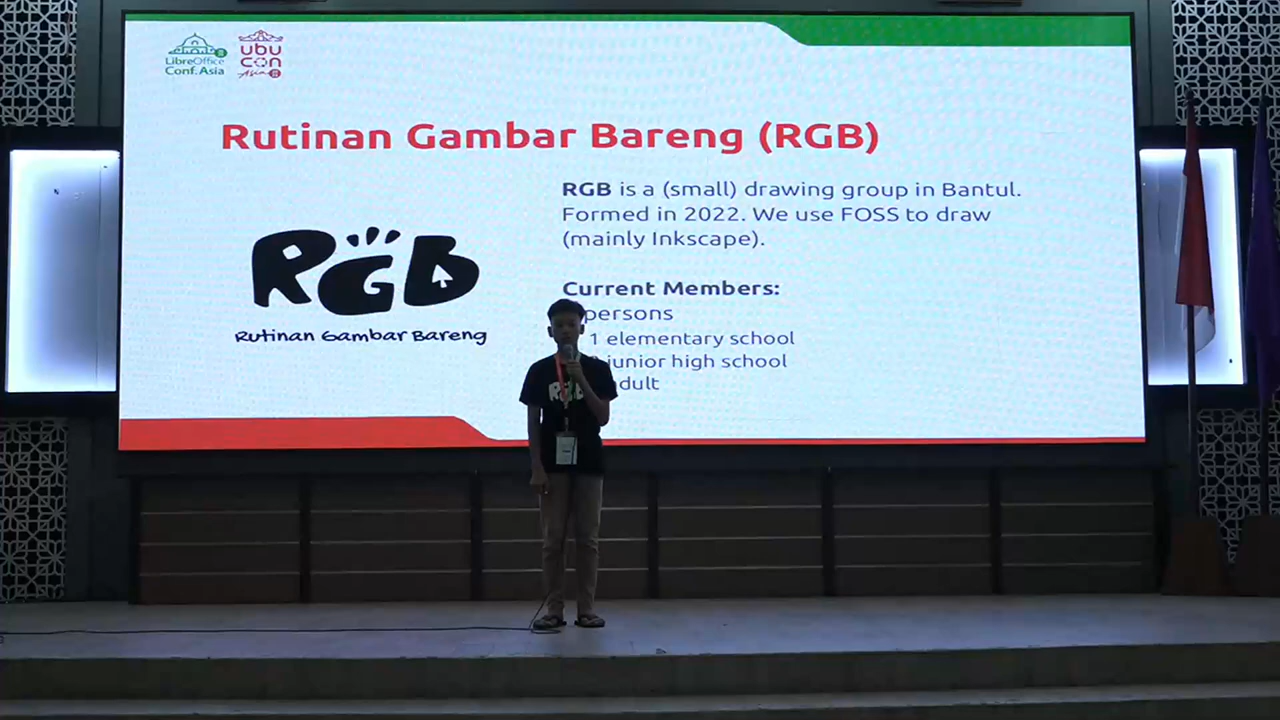 LibreOffice
Conf.Asia
ubu
con
Asia
Rutinan Gambar Bareng (RGB)
RGB is a (small) drawing group in Bantul.
Formed in 2022. We use FOSS to draw
(mainly Inkscape).
RGB
Rutinan Gambar Bareng
Current Members:
persons
1 elementary school
junior high school
RGB